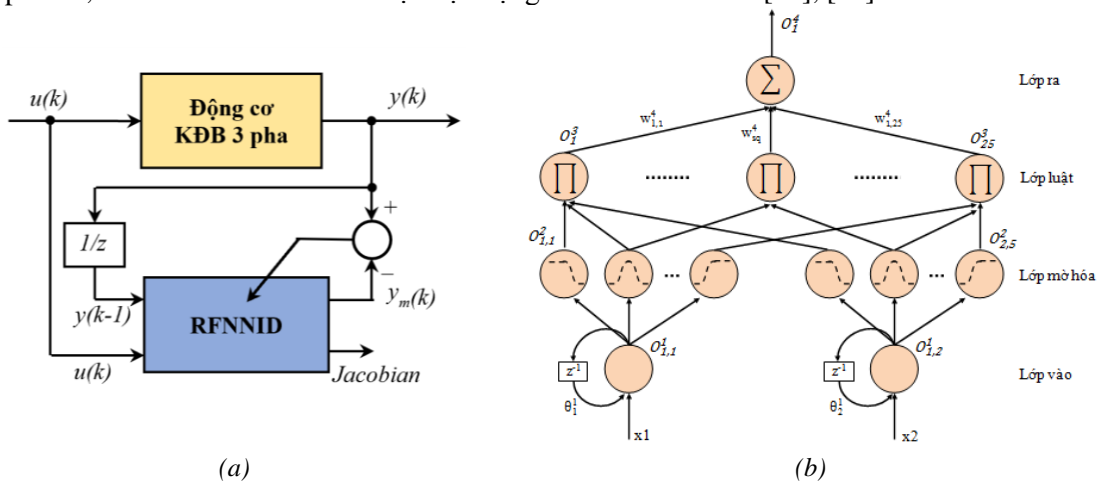 u(k)
Động cơ
KĐB 3 pha
y(k)
+
1/z
−
y(k-1)
RFNNID
y_m(k)
u(k)
Jacobian
(a)
O^4_1
∑
Lớp ra
w^4_{1,1}
w^4_{sq}
w^4_{1,25}
O^3_1
O^3_{25}
∏ ........ ∏ ........ ∏
Lớp luật
O^2_{1,1}
O^2_{2,5}
... ...
Lớp mờ hóa
O^1_{1,1}
O^1_{1,2}
z^{-1}
z^{-1}
Lớp vào
θ^1_1
θ^1_2
x1
x2
(b)